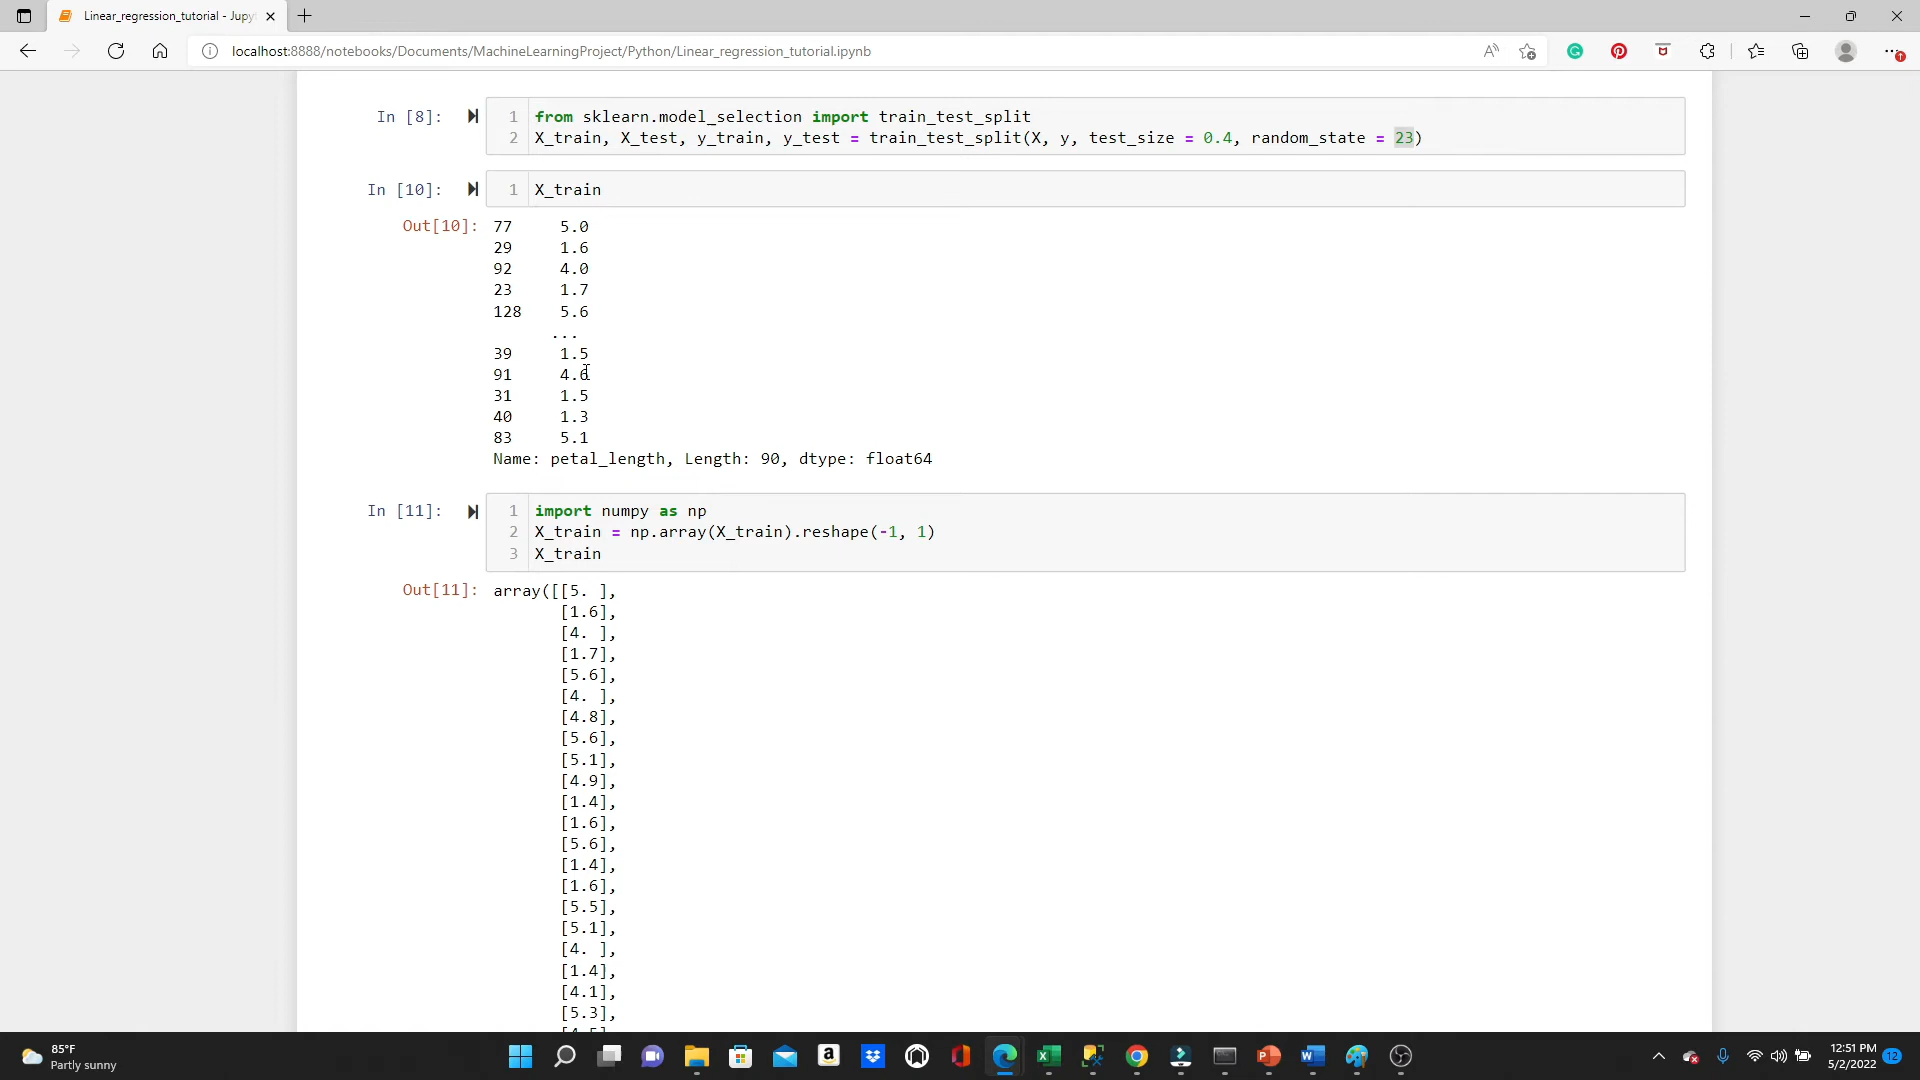 Linear_regression_tutorial - Jupy
localhost:8888/notebooks/Documents/MachineLearningProject/Python/Linear_regression_tutorial.ipynb
In [8]:
1 from sklearn.model_selection import train_test_split
2 X_train, X_test, y_train, y_test = train_test_split(X, y, test_size = 0.4, random_state = 23)
In [10]:
1 X_train
Out[10]: 77 5.0
29 1.6
92 4.0
23 1.7
128 5.6
...
39 1.5
91 4.6
31 1.5
40 1.3
83 5.1
Name: petal_length, Length: 90, dtype: float64
In [11]:
1 import numpy as np
2 X_train = np.array(X_train).reshape(-1, 1)
3 X_train
Out[11]: array([[5. ],
[1.6],
[4. ],
[1.7],
[5.6],
[4. ],
[4.8],
[5.6],
[5.1],
[4.9],
[1.4],
[1.6],
[5.6],
[1.4],
[1.6],
[5.5],
[5.1],
[4. ],
[1.4],
[4.1],
[5.3],
85°F
Partly sunny
12:51 PM
5/2/2022
12